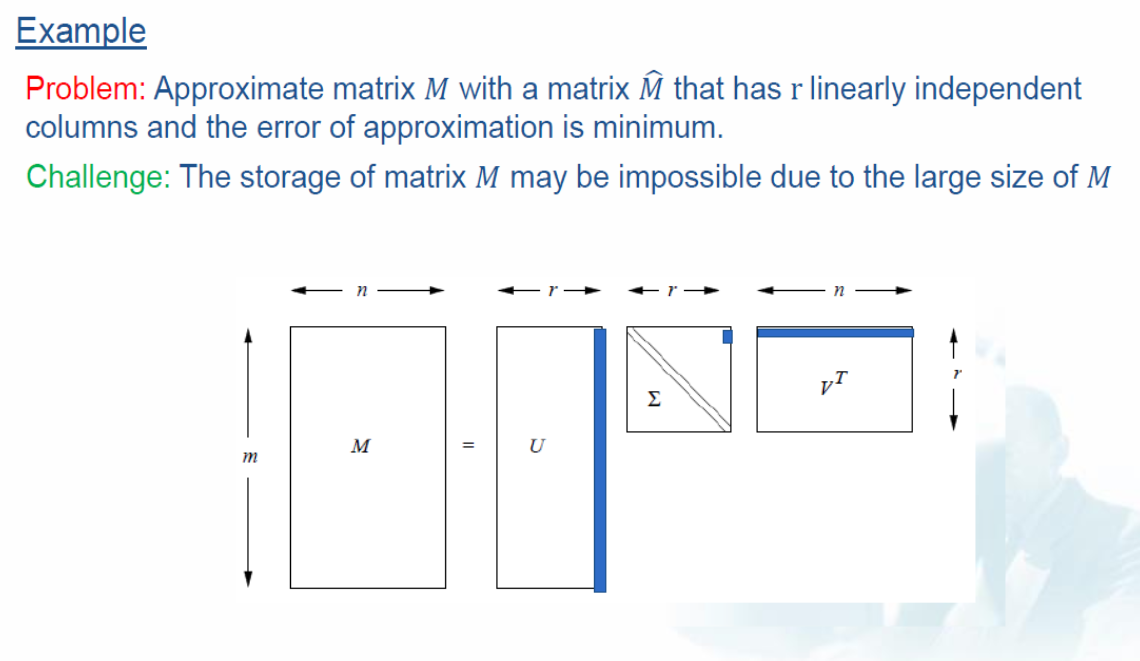 Example
Problem: Approximate matrix M with a matrix M̂ that has r linearly independent
columns and the error of approximation is minimum.
Challenge: The storage of matrix M may be impossible due to the large size of M
n r r n
m M = U Σ Vᵀ r